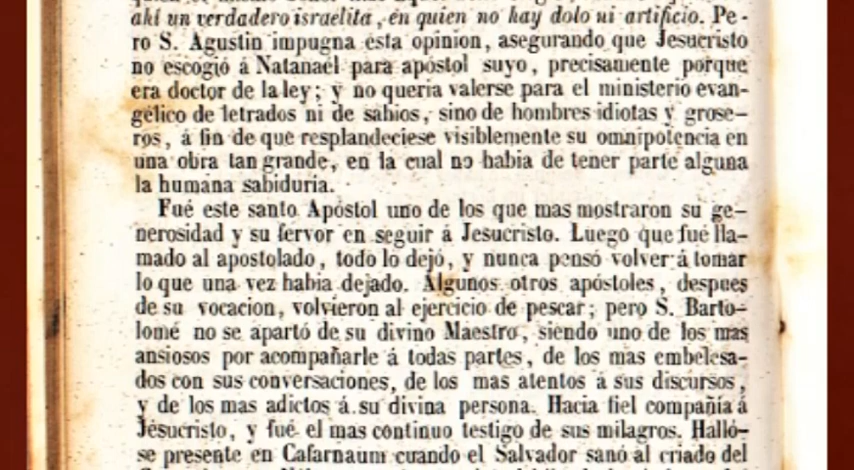 ahí un verdadero israelita, en quien no hay dolo ni artificio. Pe-
ro S. Agustin impugna esta opinion, asegurando que Jesucristo
no escogió á Natanaél para apóstol suyo, precisamente porque
era doctor de la ley; y no queria valerse para el ministerio evan-
gélico de letrados ni de sabios, sino de hombres idiotas y grose-
ros, á fin de que resplandeciese visiblemente su omnipotencia en
una obra tan grande, en la cual no habia de tener parte alguna
la humana sabiduría.
Fué este santo Apóstol uno de los que mas mostraron su ge-
nerosidad y su fervor en seguir á Jesucristo. Luego que fué lla-
mado al apostolado, todo lo dejó, y nunca pensó volver á tomar
lo que una vez habia dejado. Algunos otros apóstoles, despues
de su vocacion, volvieron al ejercicio de pescar; pero S. Barto-
lomé no se apartó de su divino Maestro, siendo uno de los mas
ansiosos por acompañarle á todas partes, de los mas embelesa-
dos con sus conversaciones, de los mas atentos á sus discursos,
y de los mas adictos á su divina persona. Hacia fiel compañía á
Jesucristo, y fué el mas continuo testigo de sus milagros. Halló-
se presente en Cafarnaum cuando el Salvador sanó al criado del